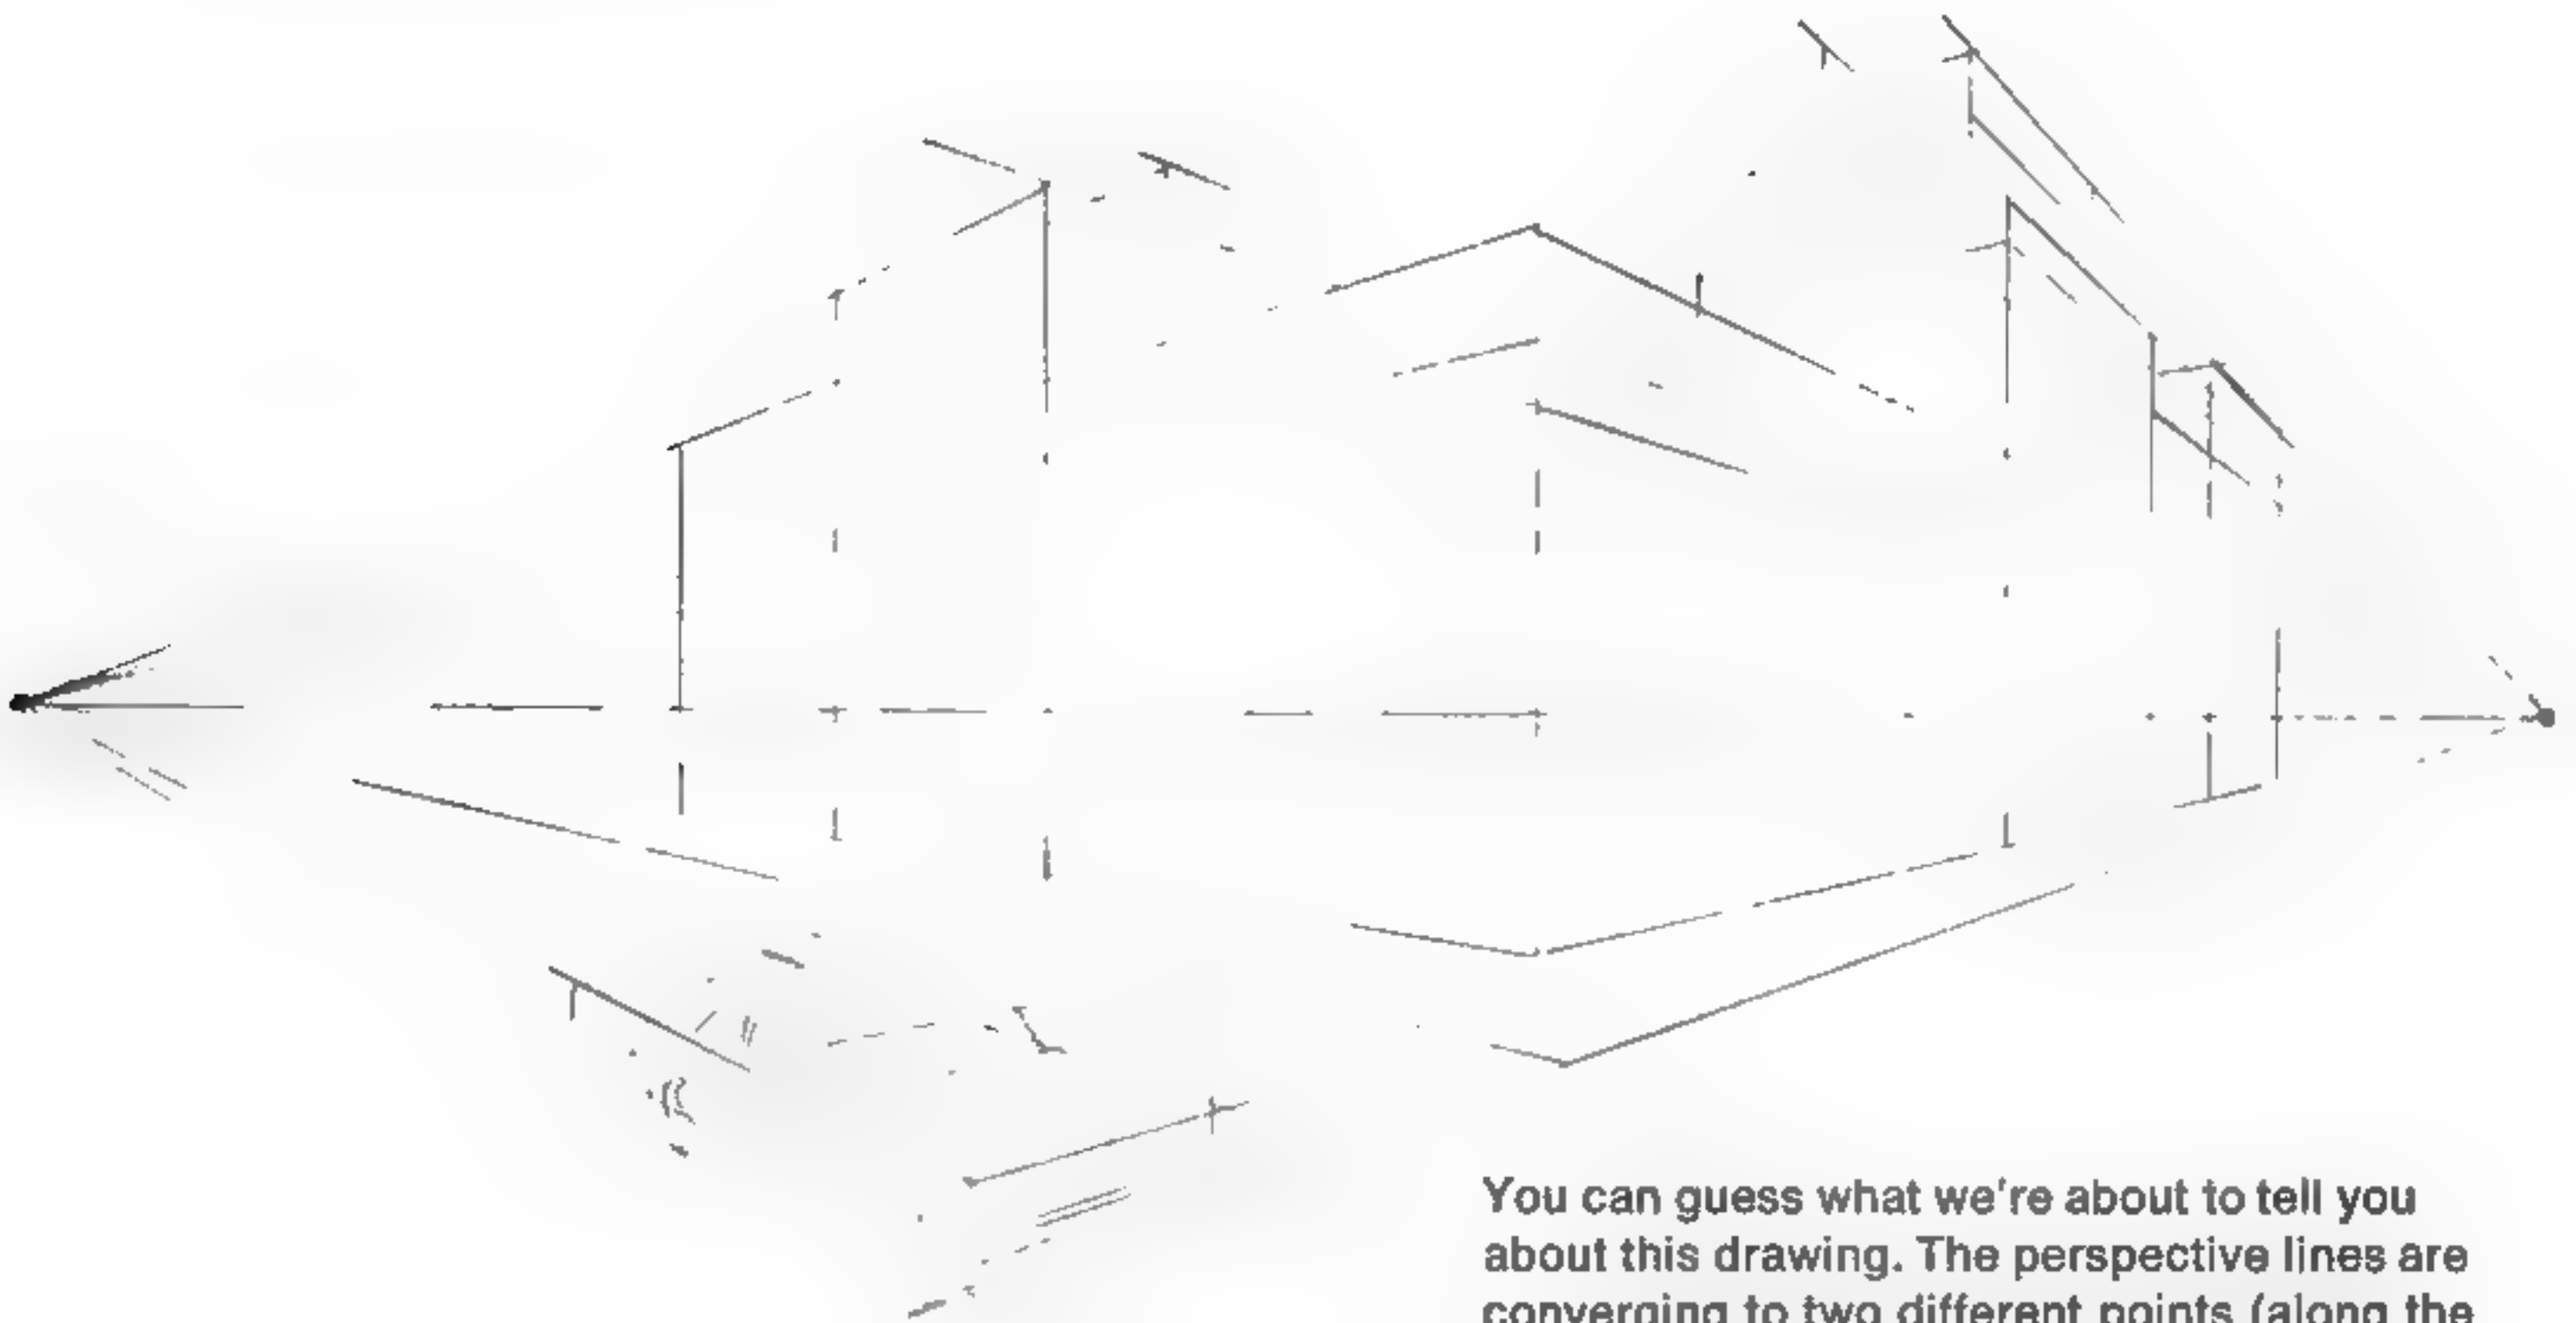 You can guess what we're about to tell you
about this drawing. The perspective lines are
converging to two different points (along the